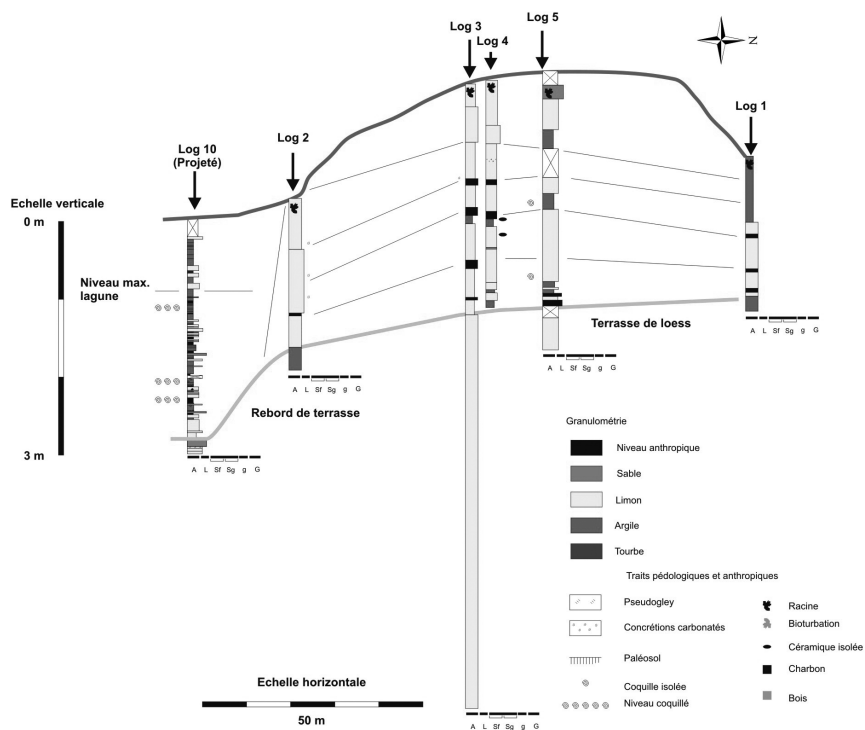 Log 3
Log 4
Log 5
N
Log 1
Log 2
Log 10
(Projeté)
Echelle verticale
0 m
Niveau max.
lagune
3 m
Terrasse de loess
Rebord de terrasse
A L Sf Sg g G
A L Sf Sg g G
A L Sf Sg g G
A L Sf Sg g G
A L Sf Sg g G
Granulométrie
Niveau anthropique
Sable
Limon
Argile
Tourbe
Traits pédologiques et anthropiques
Pseudogley
Concrétions carbonatés
Paléosol
Coquille isolée
Niveau coquillé
Racine
Bioturbation
Céramique isolée
Charbon
Bois
Echelle horizontale
50 m
A L Sf Sg g G